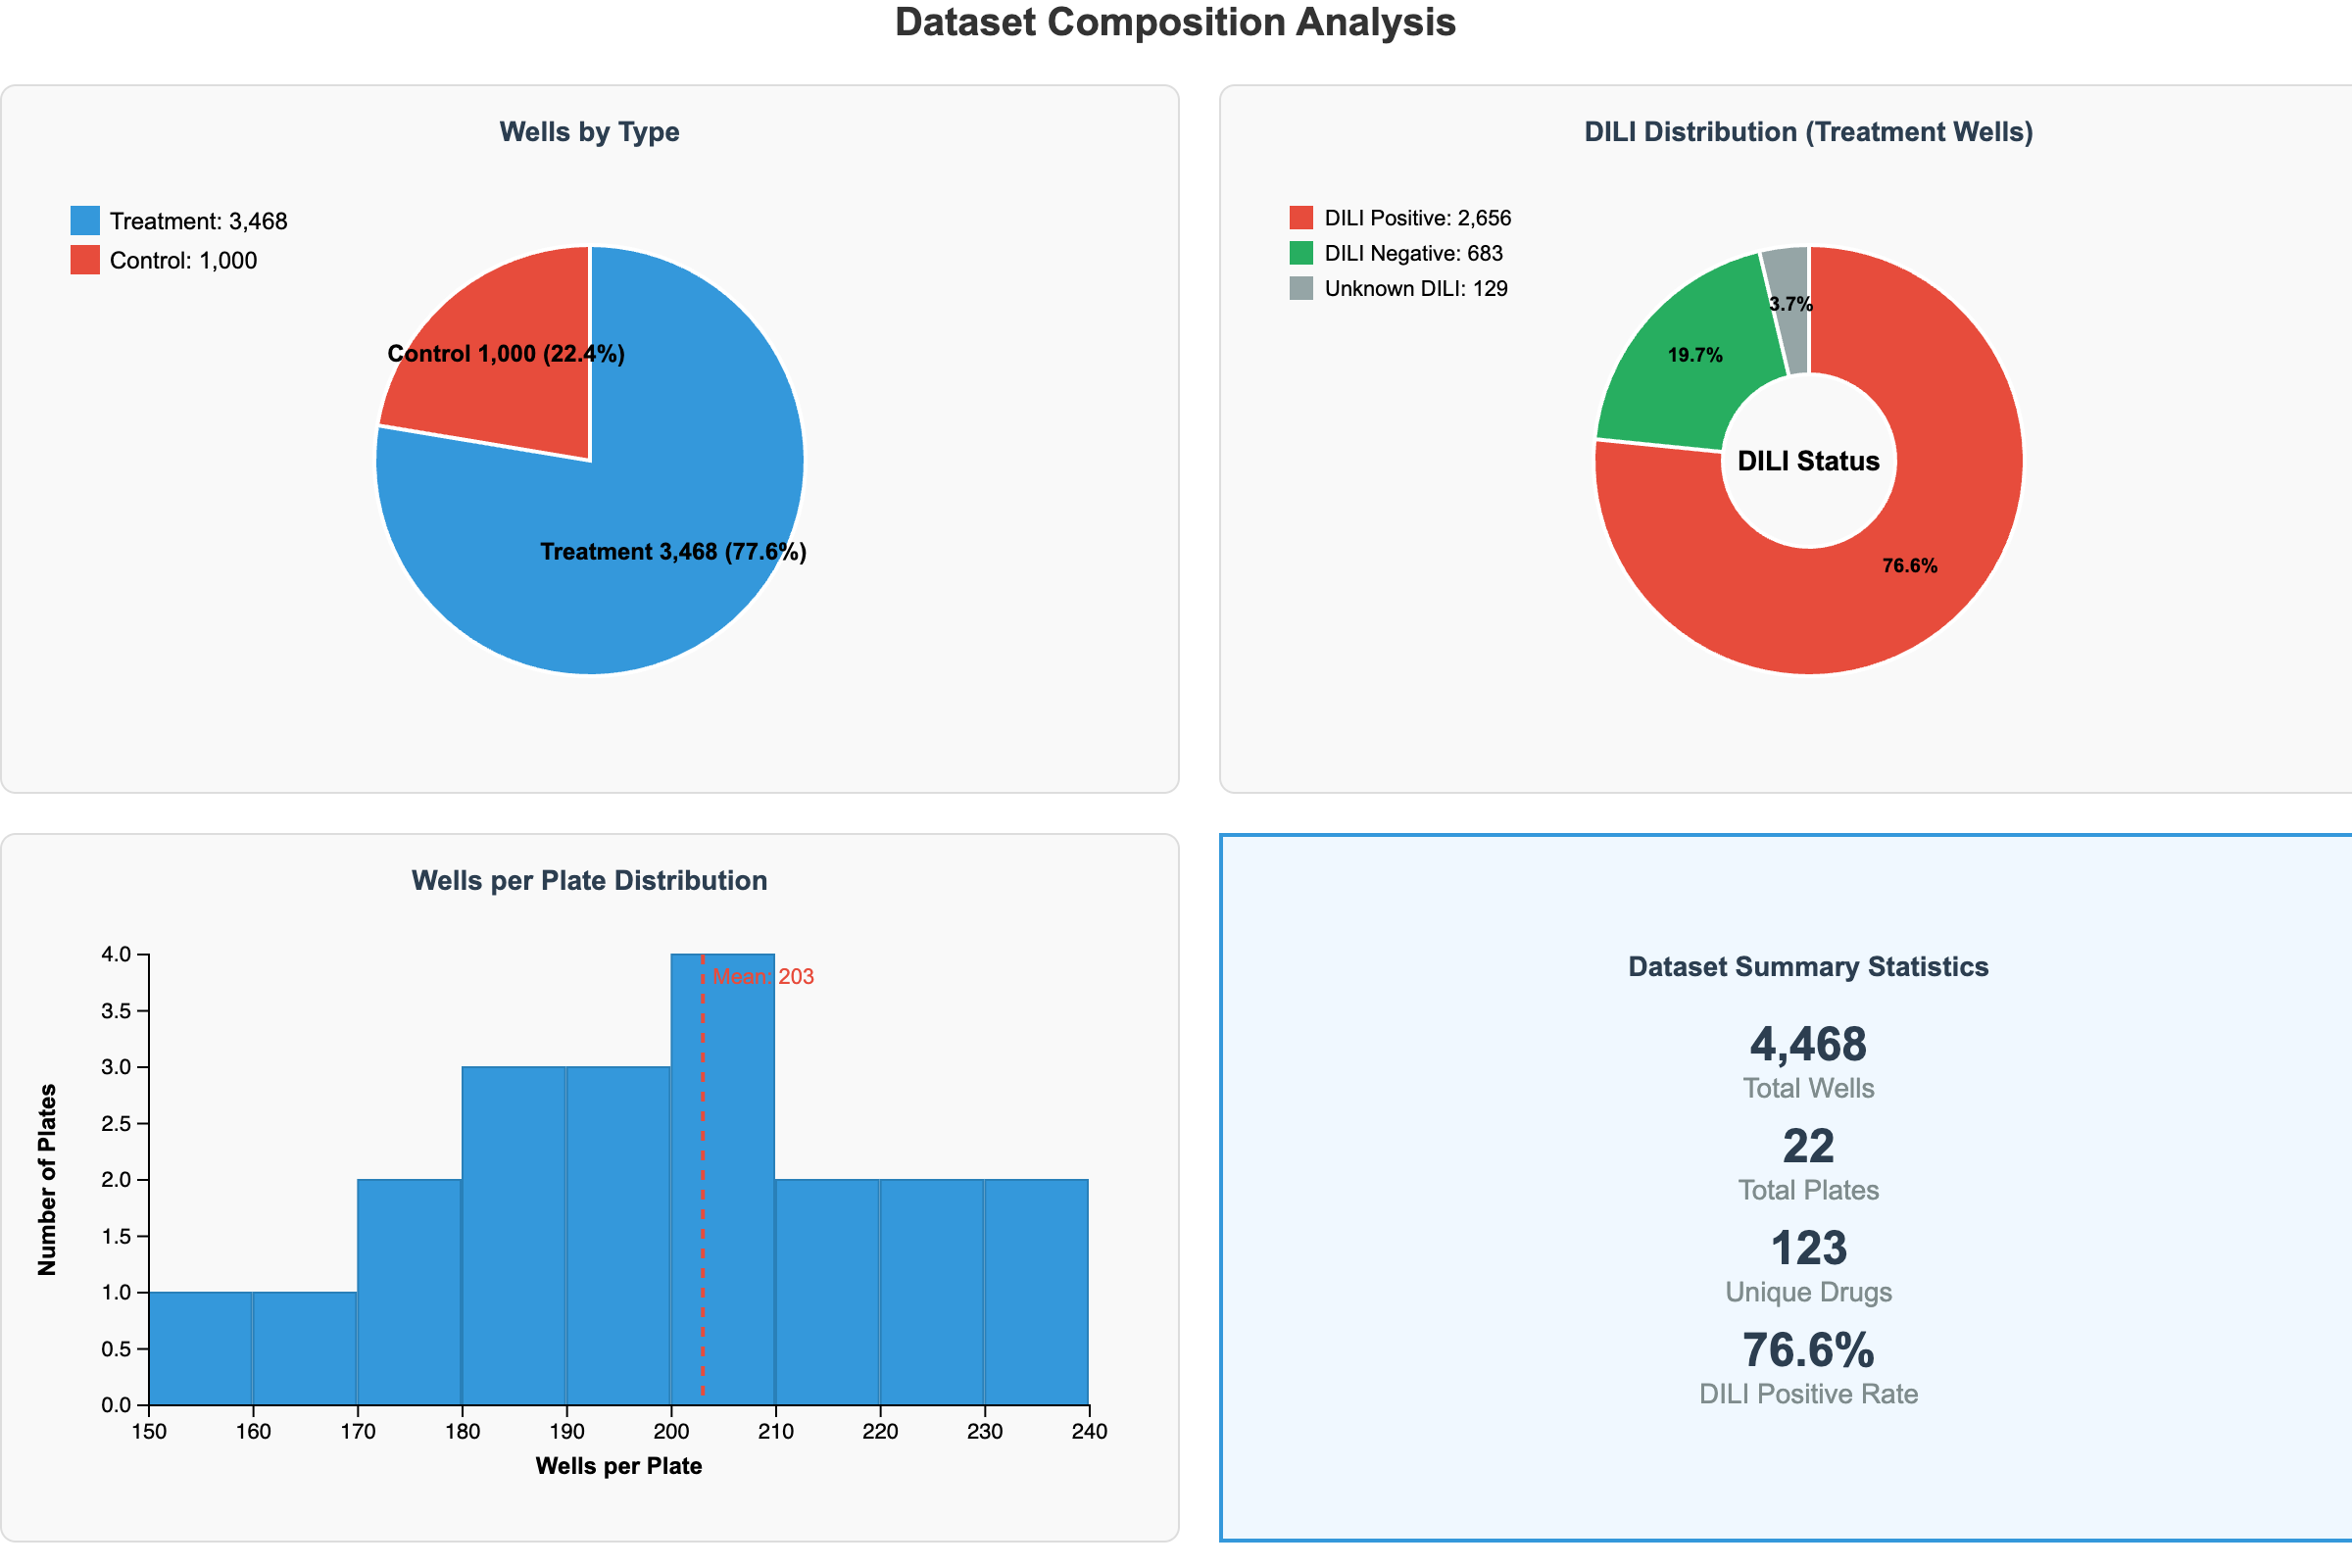 Dataset Composition Analysis
Wells by Type
Treatment: 3,468
Control: 1,000
Control 1,000 (22.4%)
Treatment 3,468 (77.6%)
DILI Distribution (Treatment Wells)
DILI Positive: 2,656
DILI Negative: 683
Unknown DILI: 129
3.7%
19.7%
DILI Status
76.6%
Wells per Plate Distribution
Number of Plates
4.0
3.5
3.0
2.5
2.0
1.5
1.0
0.5
0.0
Mean: 203
150 160 170 180 190 200 210 220 230 240
Wells per Plate
Dataset Summary Statistics
4,468
Total Wells
22
Total Plates
123
Unique Drugs
76.6%
DILI Positive Rate